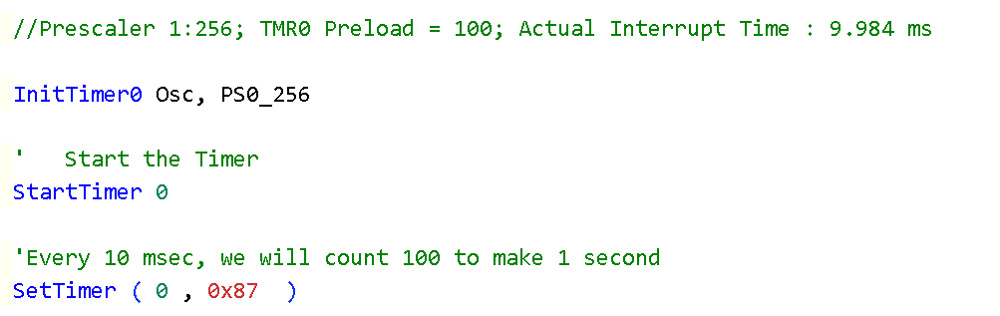 //Prescaler 1:256; TMR0 Preload = 100; Actual Interrupt Time : 9.984 ms
InitTimer0 Osc, PS0_256
'   Start the Timer
StartTimer 0
'Every 10 msec, we will count 100 to make 1 second
SetTimer ( 0 , 0x87  )